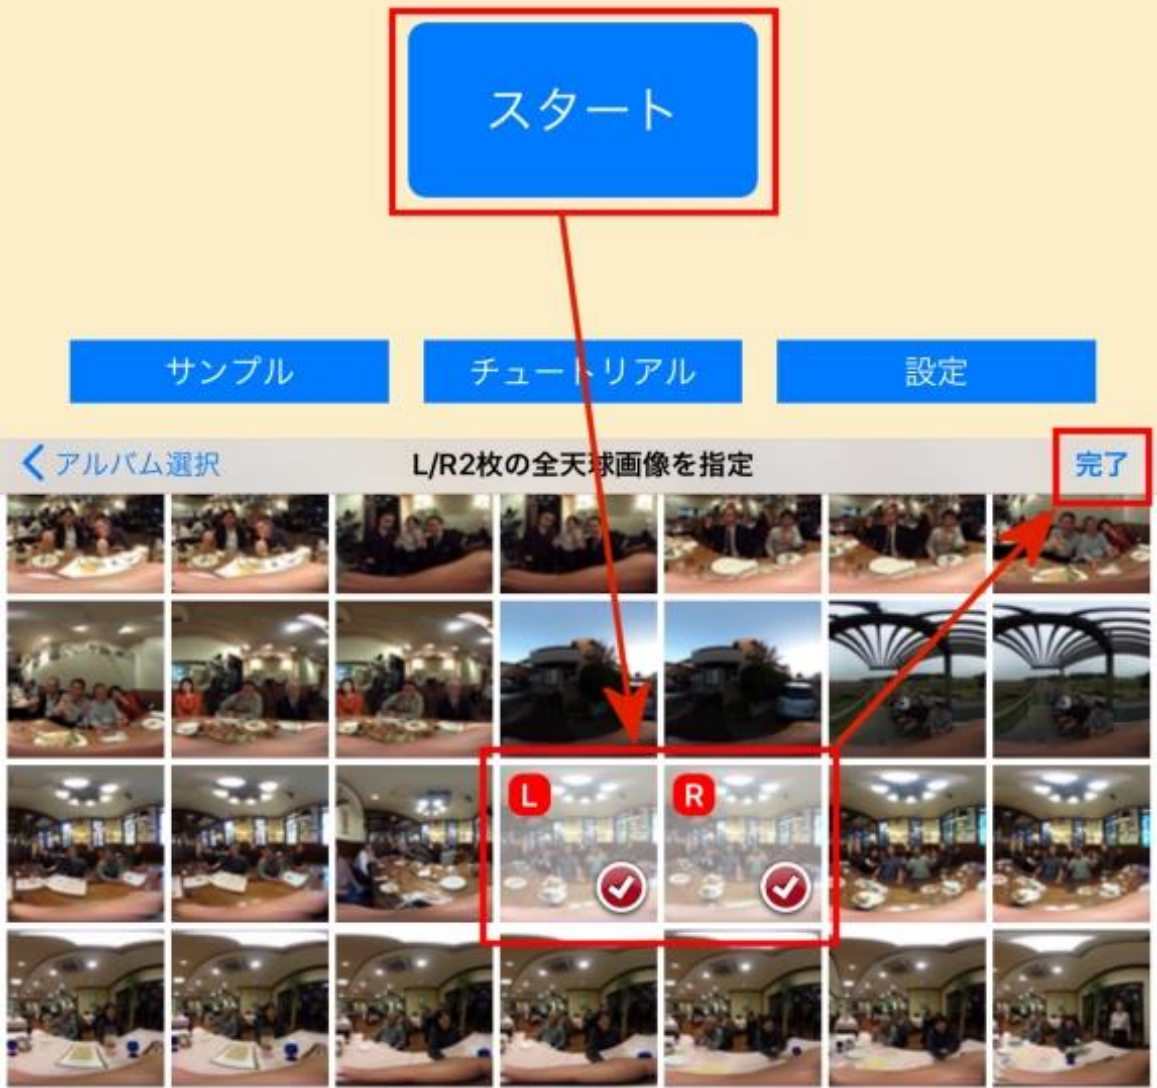 スタート
サンプル
チュートリアル
設定
アルバム選択
L/R2枚の全天球画像を指定
完了
L
R